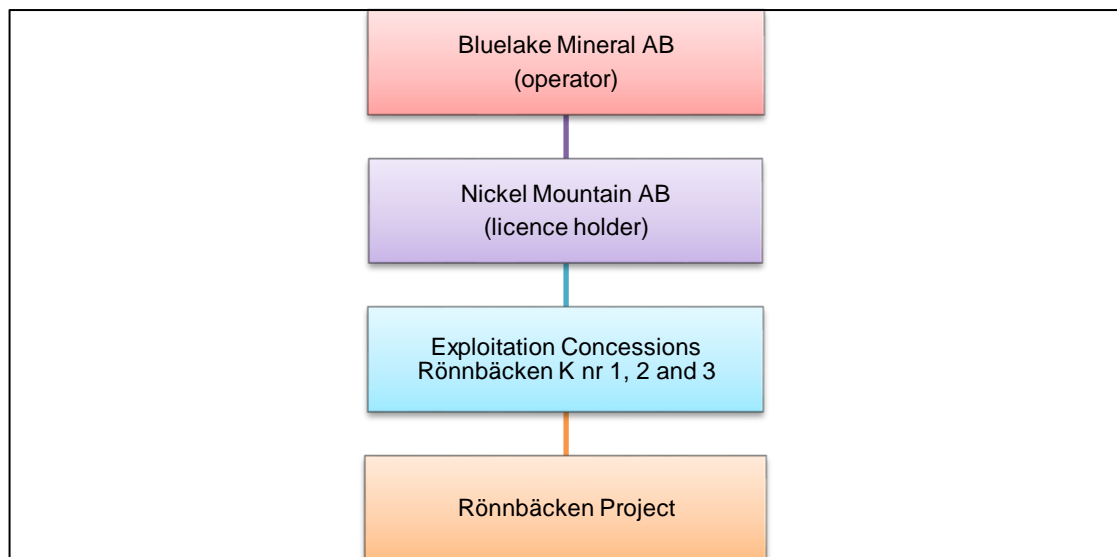 Bluelake Mineral AB
(operator)
Nickel Mountain AB
(licence holder)
Exploitation Concessions
Rönnbäcken K nr 1, 2 and 3
Rönnbäcken Project